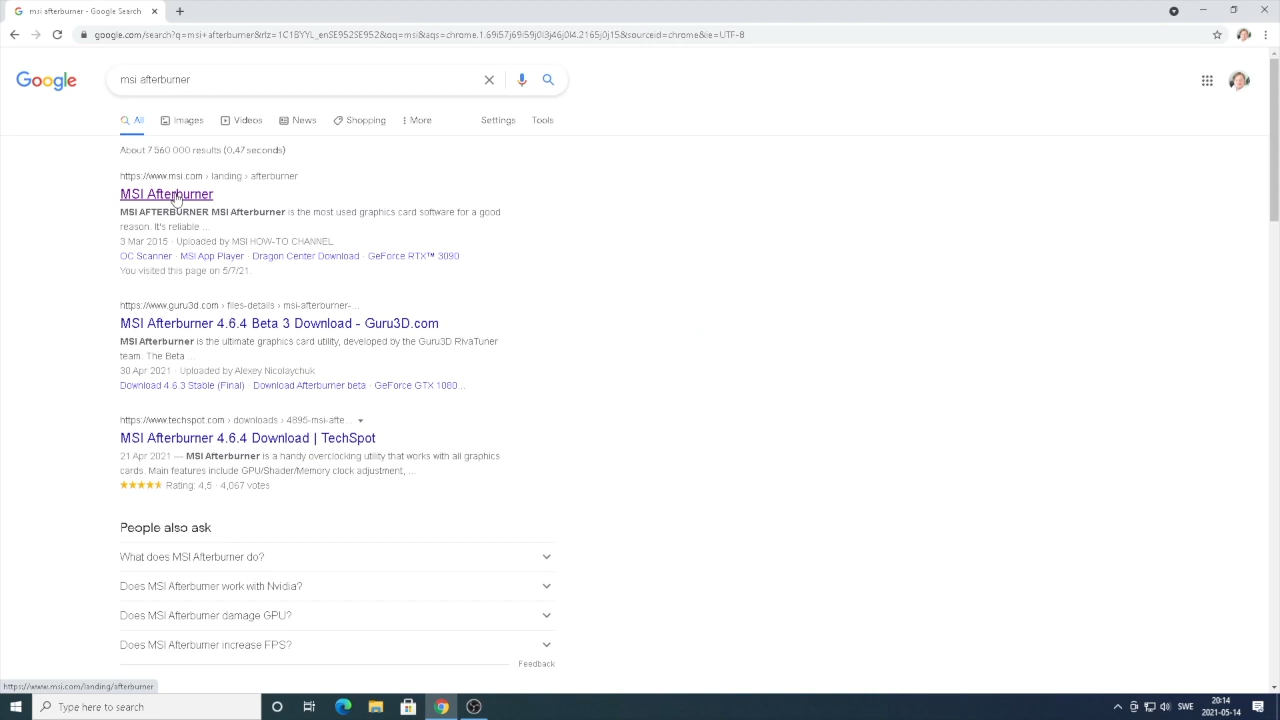 msi afterburner - Google Search
google.com/search?q=msi+afterburner&rlz=1C1BYYL_enSE952SE952&oq=msi&aqs=chrome.1.69i57j69i59j0l3j46j0l4.2165j0j15&sourceid=chrome&ie=UTF-8
Google
msi afterburner
All
Images
Videos
News
Shopping
More
Settings
Tools
About 7 560 000 results (0,47 seconds)
https://www.msi.com › landing › afterburner
MSI Afterburner
MSI AFTERBURNER MSI Afterburner is the most used graphics card software for a good
reason. It's reliable ...
3 Mar 2015 · Uploaded by MSI HOW-TO CHANNEL
OC Scanner · MSI App Player · Dragon Center Download · GeForce RTX™ 3090
You visited this page on 5/7/21.
https://www.guru3d.com › files-details › msi-afterburner-...
MSI Afterburner 4.6.4 Beta 3 Download - Guru3D.com
MSI Afterburner is the ultimate graphics card utility, developed by the Guru3D RivaTuner
team. The Beta ...
30 Apr 2021 · Uploaded by Alexey Nicolaychuk
Download 4.6.3 Stable (Final) · Download Afterburner beta · GeForce GTX 1080...
https://www.techspot.com › downloads › 4895-msi-afte...
MSI Afterburner 4.6.4 Download | TechSpot
21 Apr 2021 — MSI Afterburner is a handy overclocking utility that works with all graphics
cards. Main features include GPU/Shader/Memory clock adjustment, ...
Rating: 4,5 · 4,067 votes
People also ask
What does MSI Afterburner do?
Does MSI Afterburner work with Nvidia?
Does MSI Afterburner damage GPU?
Does MSI Afterburner increase FPS?
Feedback
https://www.msi.com/landing/afterburner
Type here to search
SWE
20:14
2021-05-14